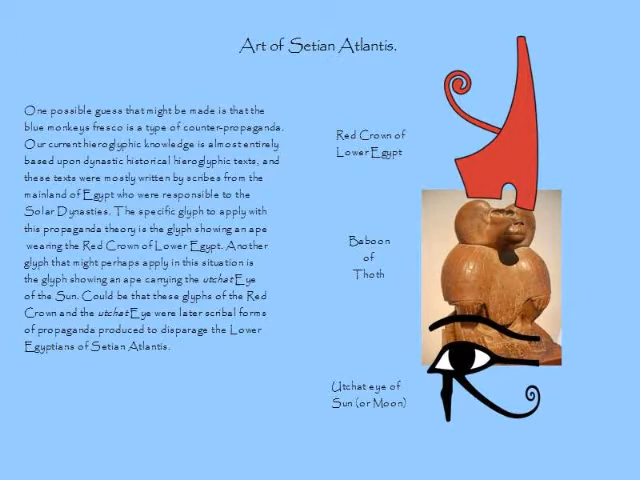 Art of Setian Atlantis.
One possible guess that might be made is that the
blue monkeys fresco is a type of counter-propaganda.
Our current hieroglyphic knowledge is almost entirely
based upon dynastic historical hieroglyphic texts, and
these texts were mostly written by scribes from the
mainland of Egypt who were responsible to the
Solar Dynasties. The specific glyph to apply with
this propaganda theory is the glyph showing an ape
wearing the Red Crown of Lower Egypt. Another
glyph that might perhaps apply in this situation is
the glyph showing an ape carrying the utchat Eye
of the Sun. Could be that these glyphs of the Red
Crown and the utchat Eye were later scribal forms
of propaganda produced to disparage the Lower
Egyptians of Setian Atlantis.
Red Crown of
Lower Egypt
Baboon
of
Thoth
Utchat eye of
Sun (or Moon)